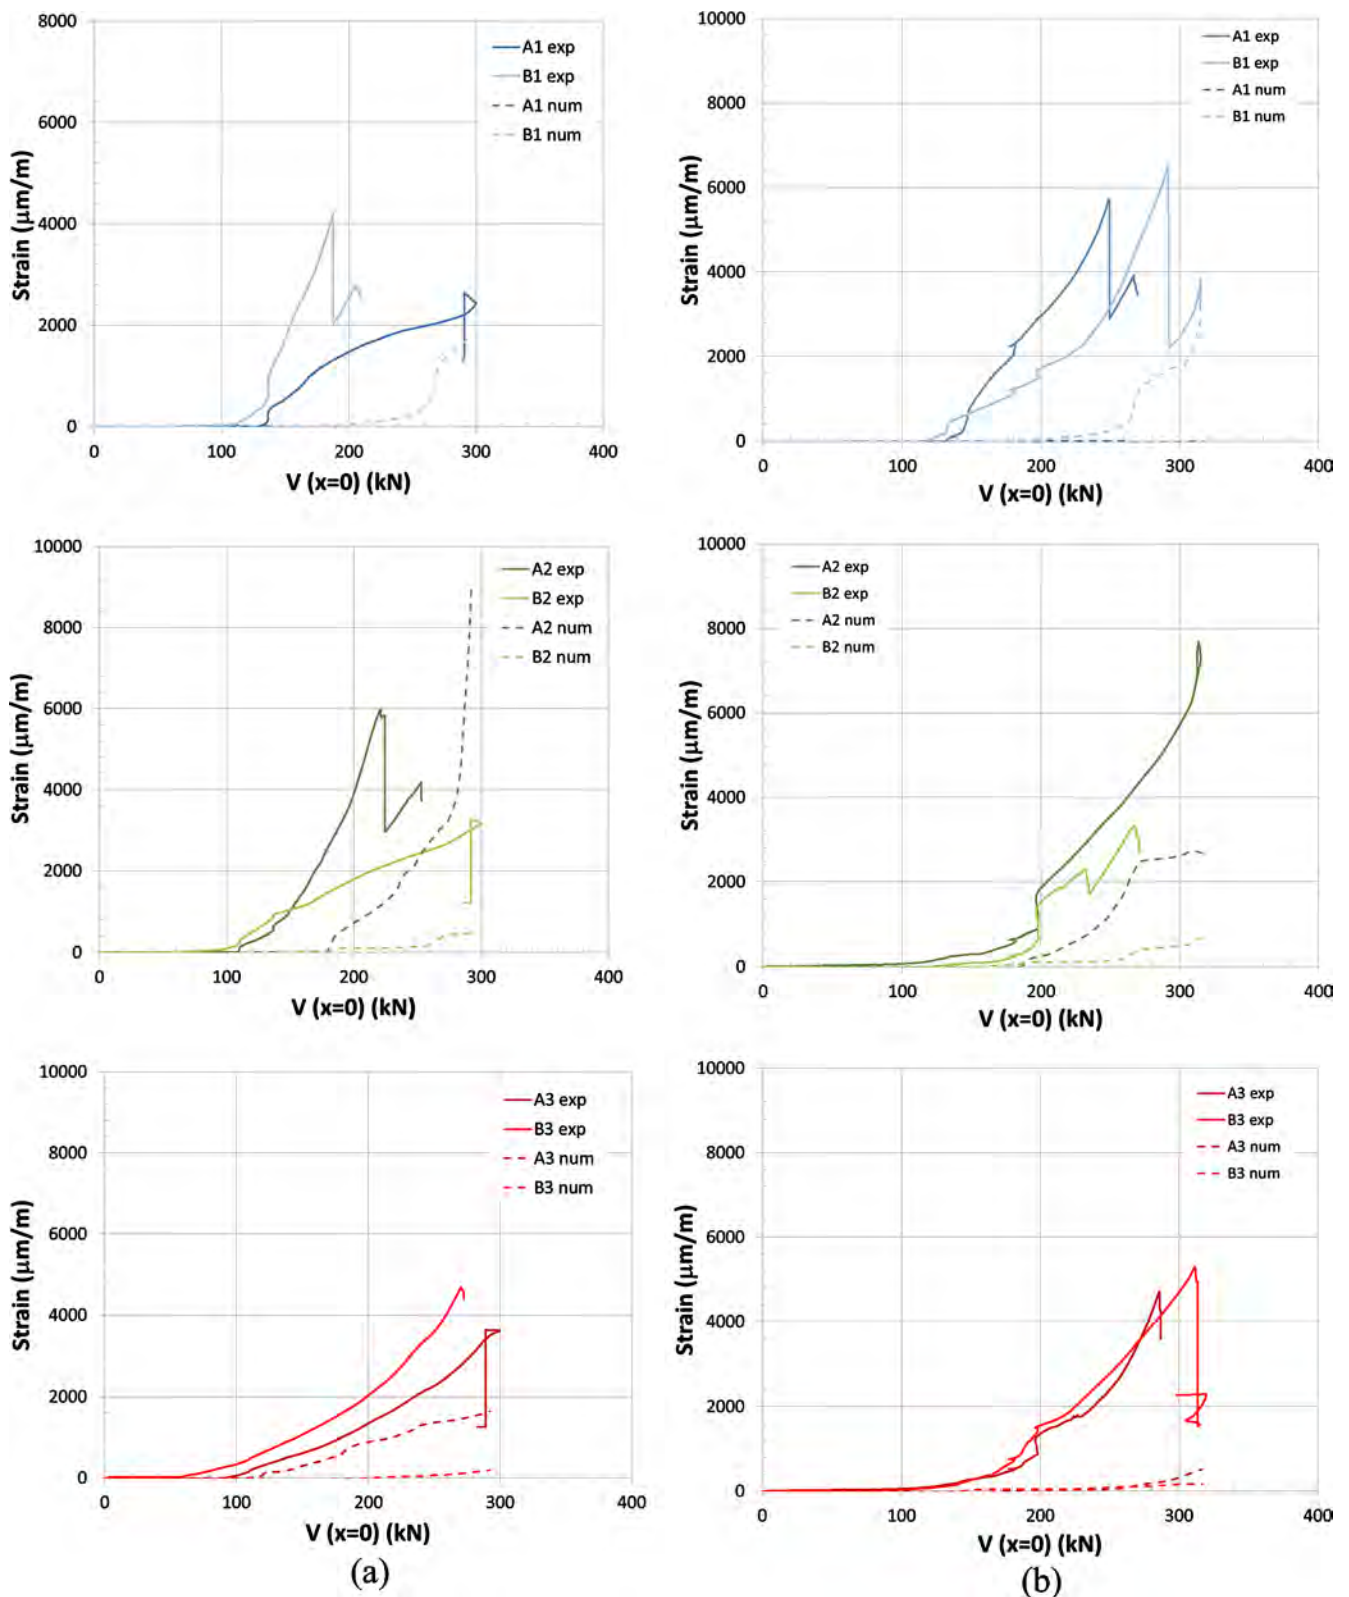 8000
6000
4000
2000
0
Strain (μm/m)
A1 exp
B1 exp
A1 num
B1 num
0 100 200 300 400
V (x=0) (kN)
10000
8000
6000
4000
2000
0
Strain (μm/m)
A1 exp
B1 exp
A1 num
B1 num
0 100 200 300 400
V (x=0) (kN)
10000
8000
6000
4000
2000
0
Strain (μm/m)
A2 exp
B2 exp
A2 num
B2 num
0 100 200 300 400
V (x=0) (kN)
10000
8000
6000
4000
2000
0
Strain (μm/m)
A2 exp
B2 exp
A2 num
B2 num
0 100 200 300 400
V (x=0) (kN)
10000
8000
6000
4000
2000
0
Strain (μm/m)
A3 exp
B3 exp
A3 num
B3 num
0 100 200 300 400
V (x=0) (kN)
(a)
10000
8000
6000
4000
2000
0
Strain (μm/m)
A3 exp
B3 exp
A3 num
B3 num
0 100 200 300 400
V (x=0) (kN)
(b)